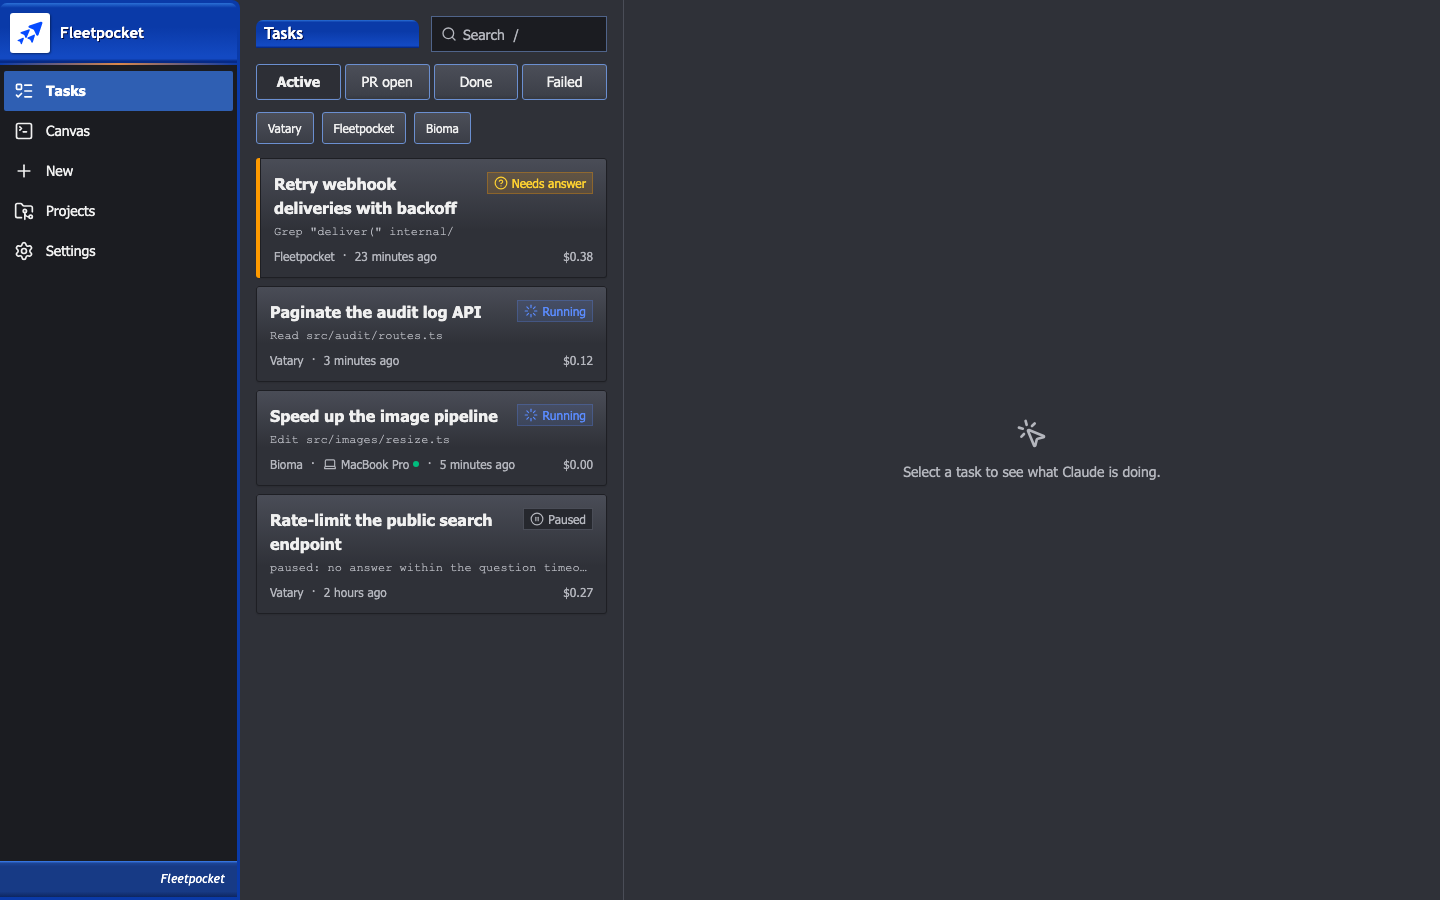 Fleetpocket
Tasks
Canvas
New
Projects
Settings
Fleetpocket
Tasks
Search /
Active
PR open
Done
Failed
Vatary
Fleetpocket
Bioma
Retry webhook
deliveries with backoff
Needs answer
Grep "deliver(" internal/
Fleetpocket · 23 minutes ago
$0.38
Paginate the audit log API
Running
Read src/audit/routes.ts
Vatary · 3 minutes ago
$0.12
Speed up the image pipeline
Running
Edit src/images/resize.ts
Bioma · MacBook Pro · 5 minutes ago
$0.00
Rate-limit the public search
endpoint
Paused
paused: no answer within the question timeo…
Vatary · 2 hours ago
$0.27
Select a task to see what Claude is doing.